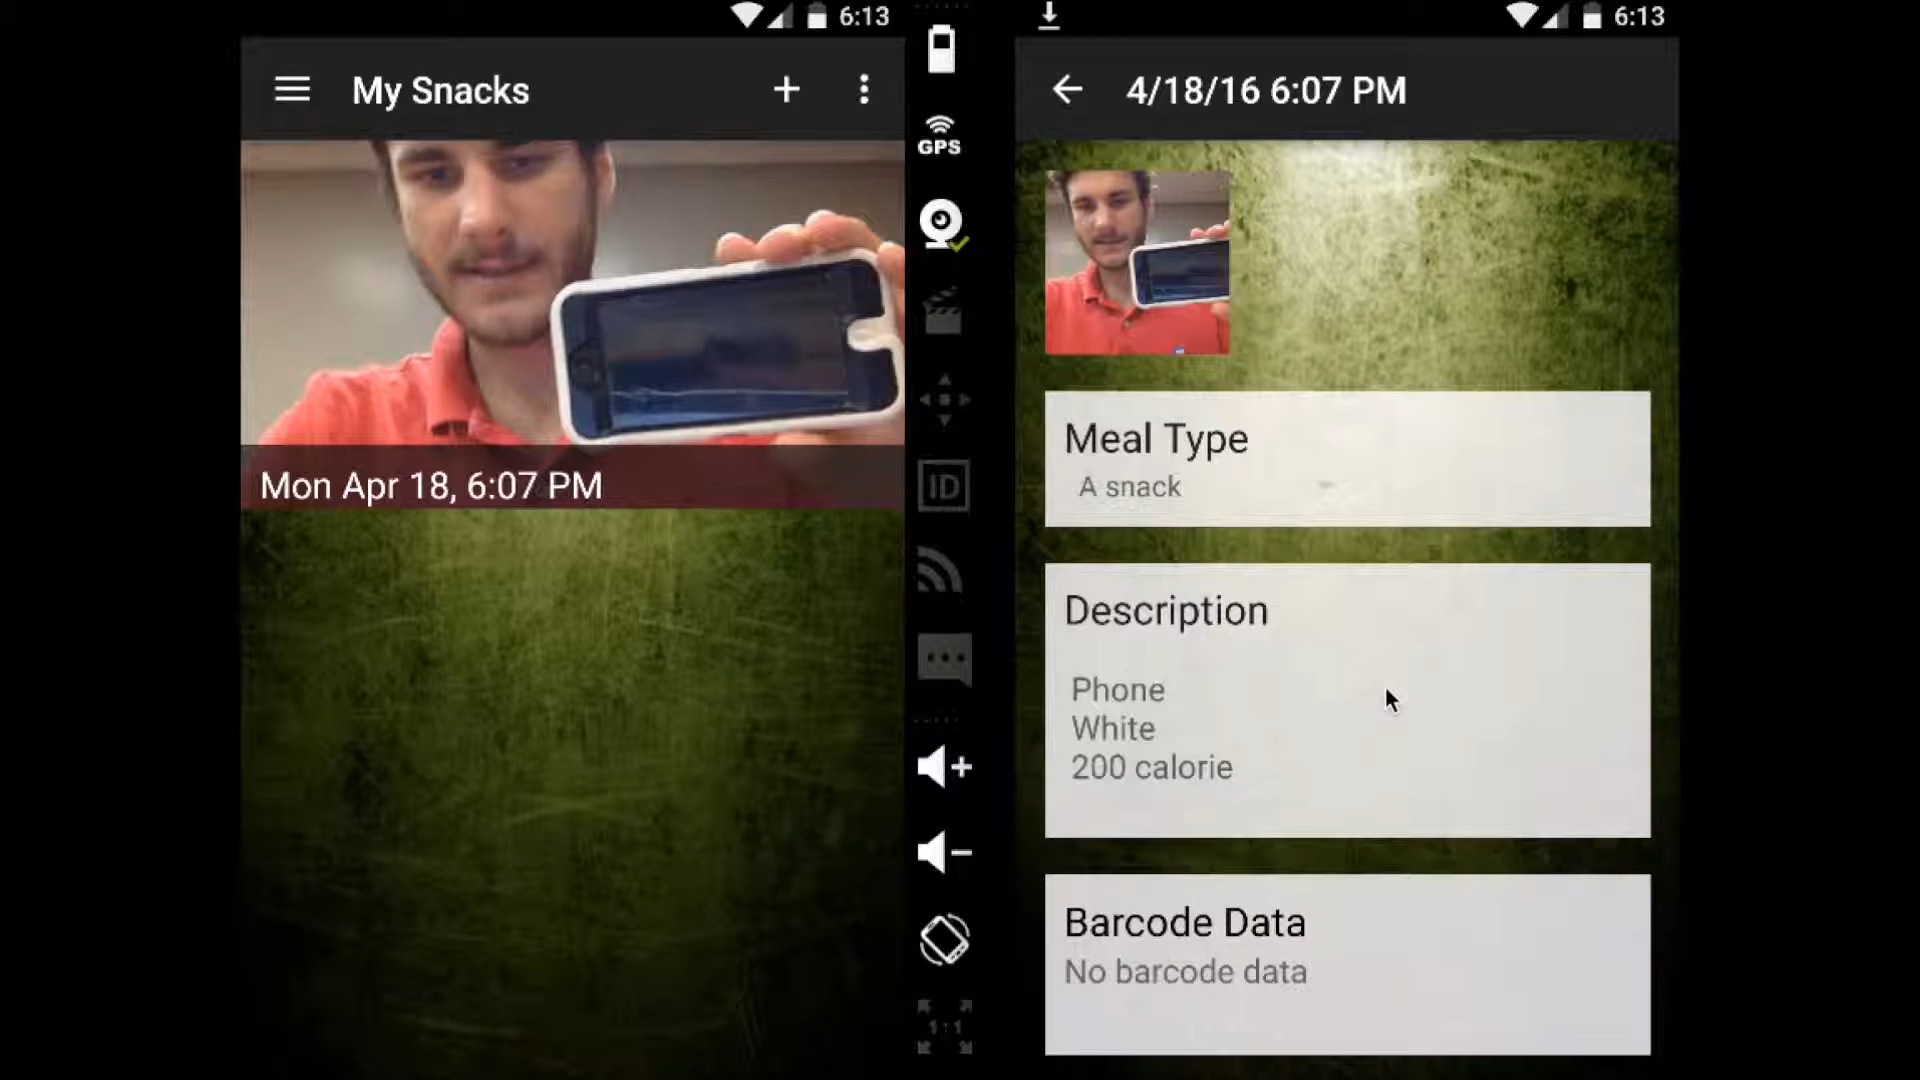 6:13
My Snacks
Mon Apr 18, 6:07 PM
GPS
ID
1:1
6:13
4/18/16 6:07 PM
Meal Type
A snack
Description
Phone
White
200 calorie
Barcode Data
No barcode data